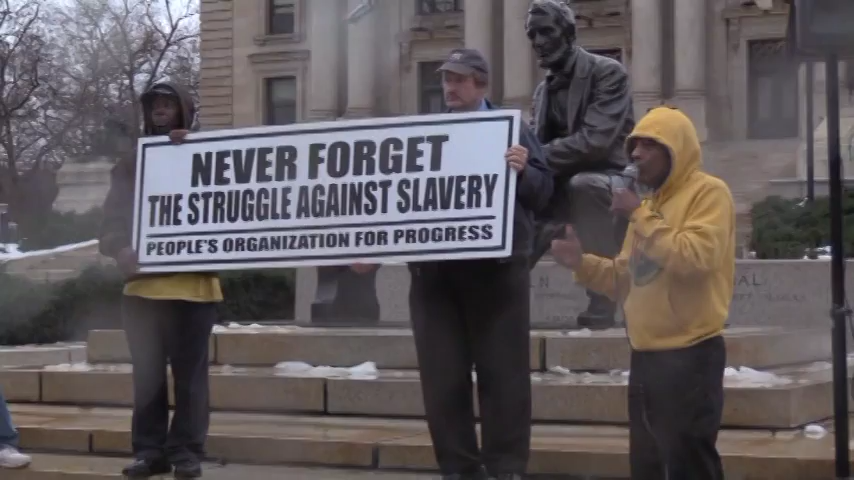 NEVER FORGET
THE STRUGGLE AGAINST SLAVERY
PEOPLE'S ORGANIZATION FOR PROGRESS